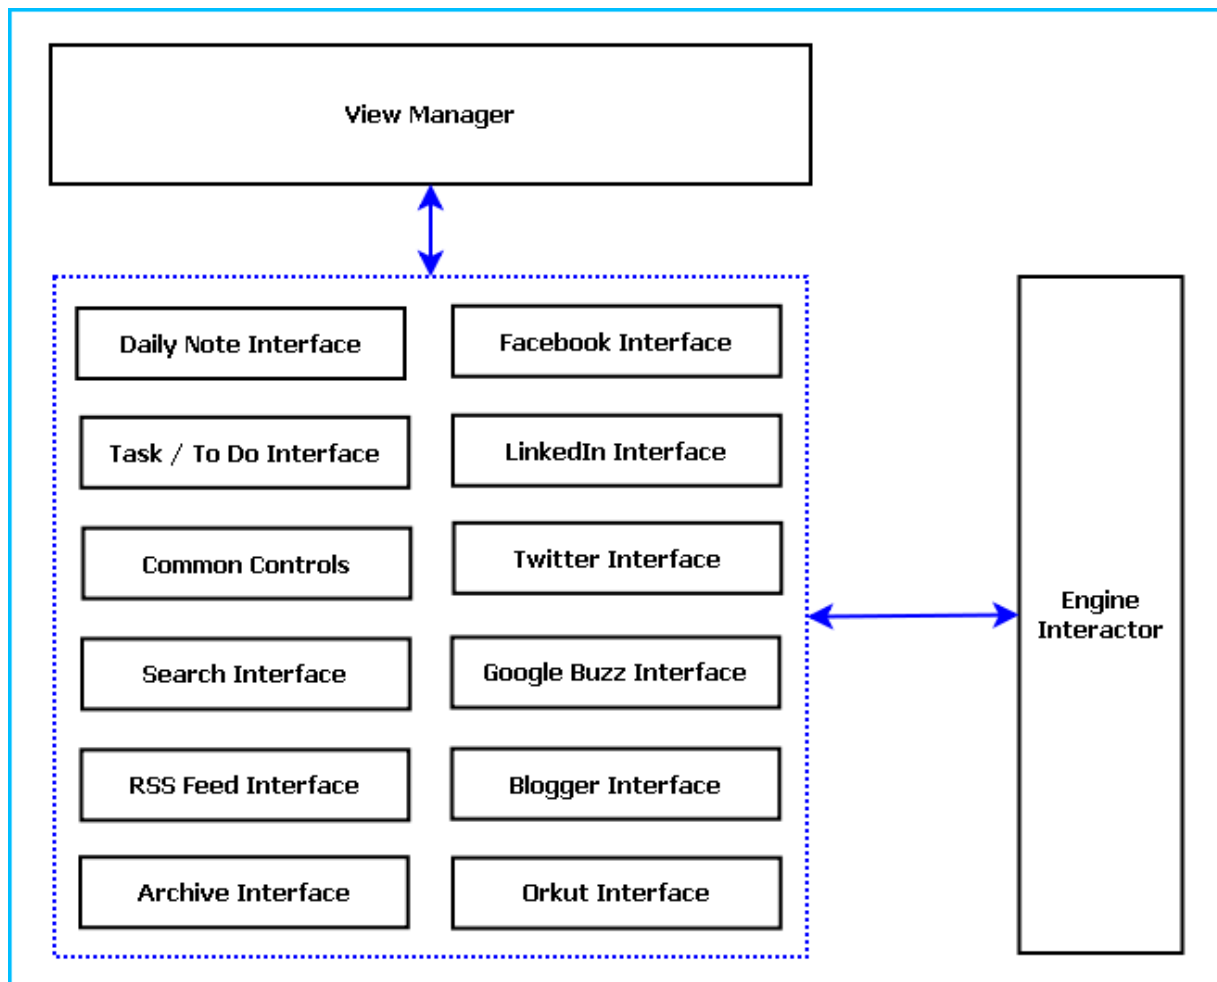 View Manager
Daily Note Interface
Facebook Interface
Task / To Do Interface
LinkedIn Interface
Common Controls
Twitter Interface
Search Interface
Google Buzz Interface
RSS Feed Interface
Blogger Interface
Archive Interface
Orkut Interface
Engine
Interactor